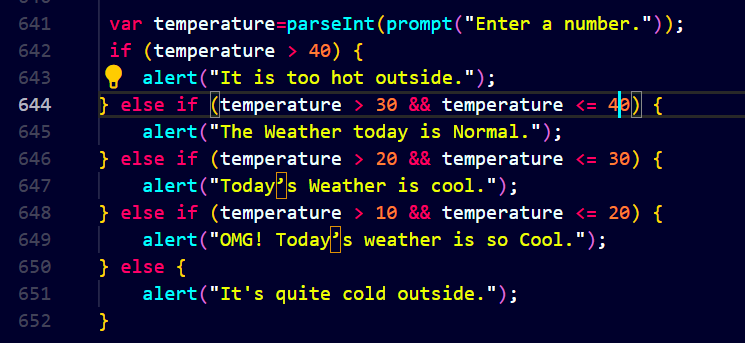 641 var temperature=parseInt(prompt("Enter a number."));
642 if (temperature > 40) {
643 alert("It is too hot outside.");
644 } else if (temperature > 30 && temperature <= 40) {
645 alert("The Weather today is Normal.");
646 } else if (temperature > 20 && temperature <= 30) {
647 alert("Today’s Weather is cool.");
648 } else if (temperature > 10 && temperature <= 20) {
649 alert("OMG! Today’s weather is so Cool.");
650 } else {
651 alert("It's quite cold outside.");
652 }